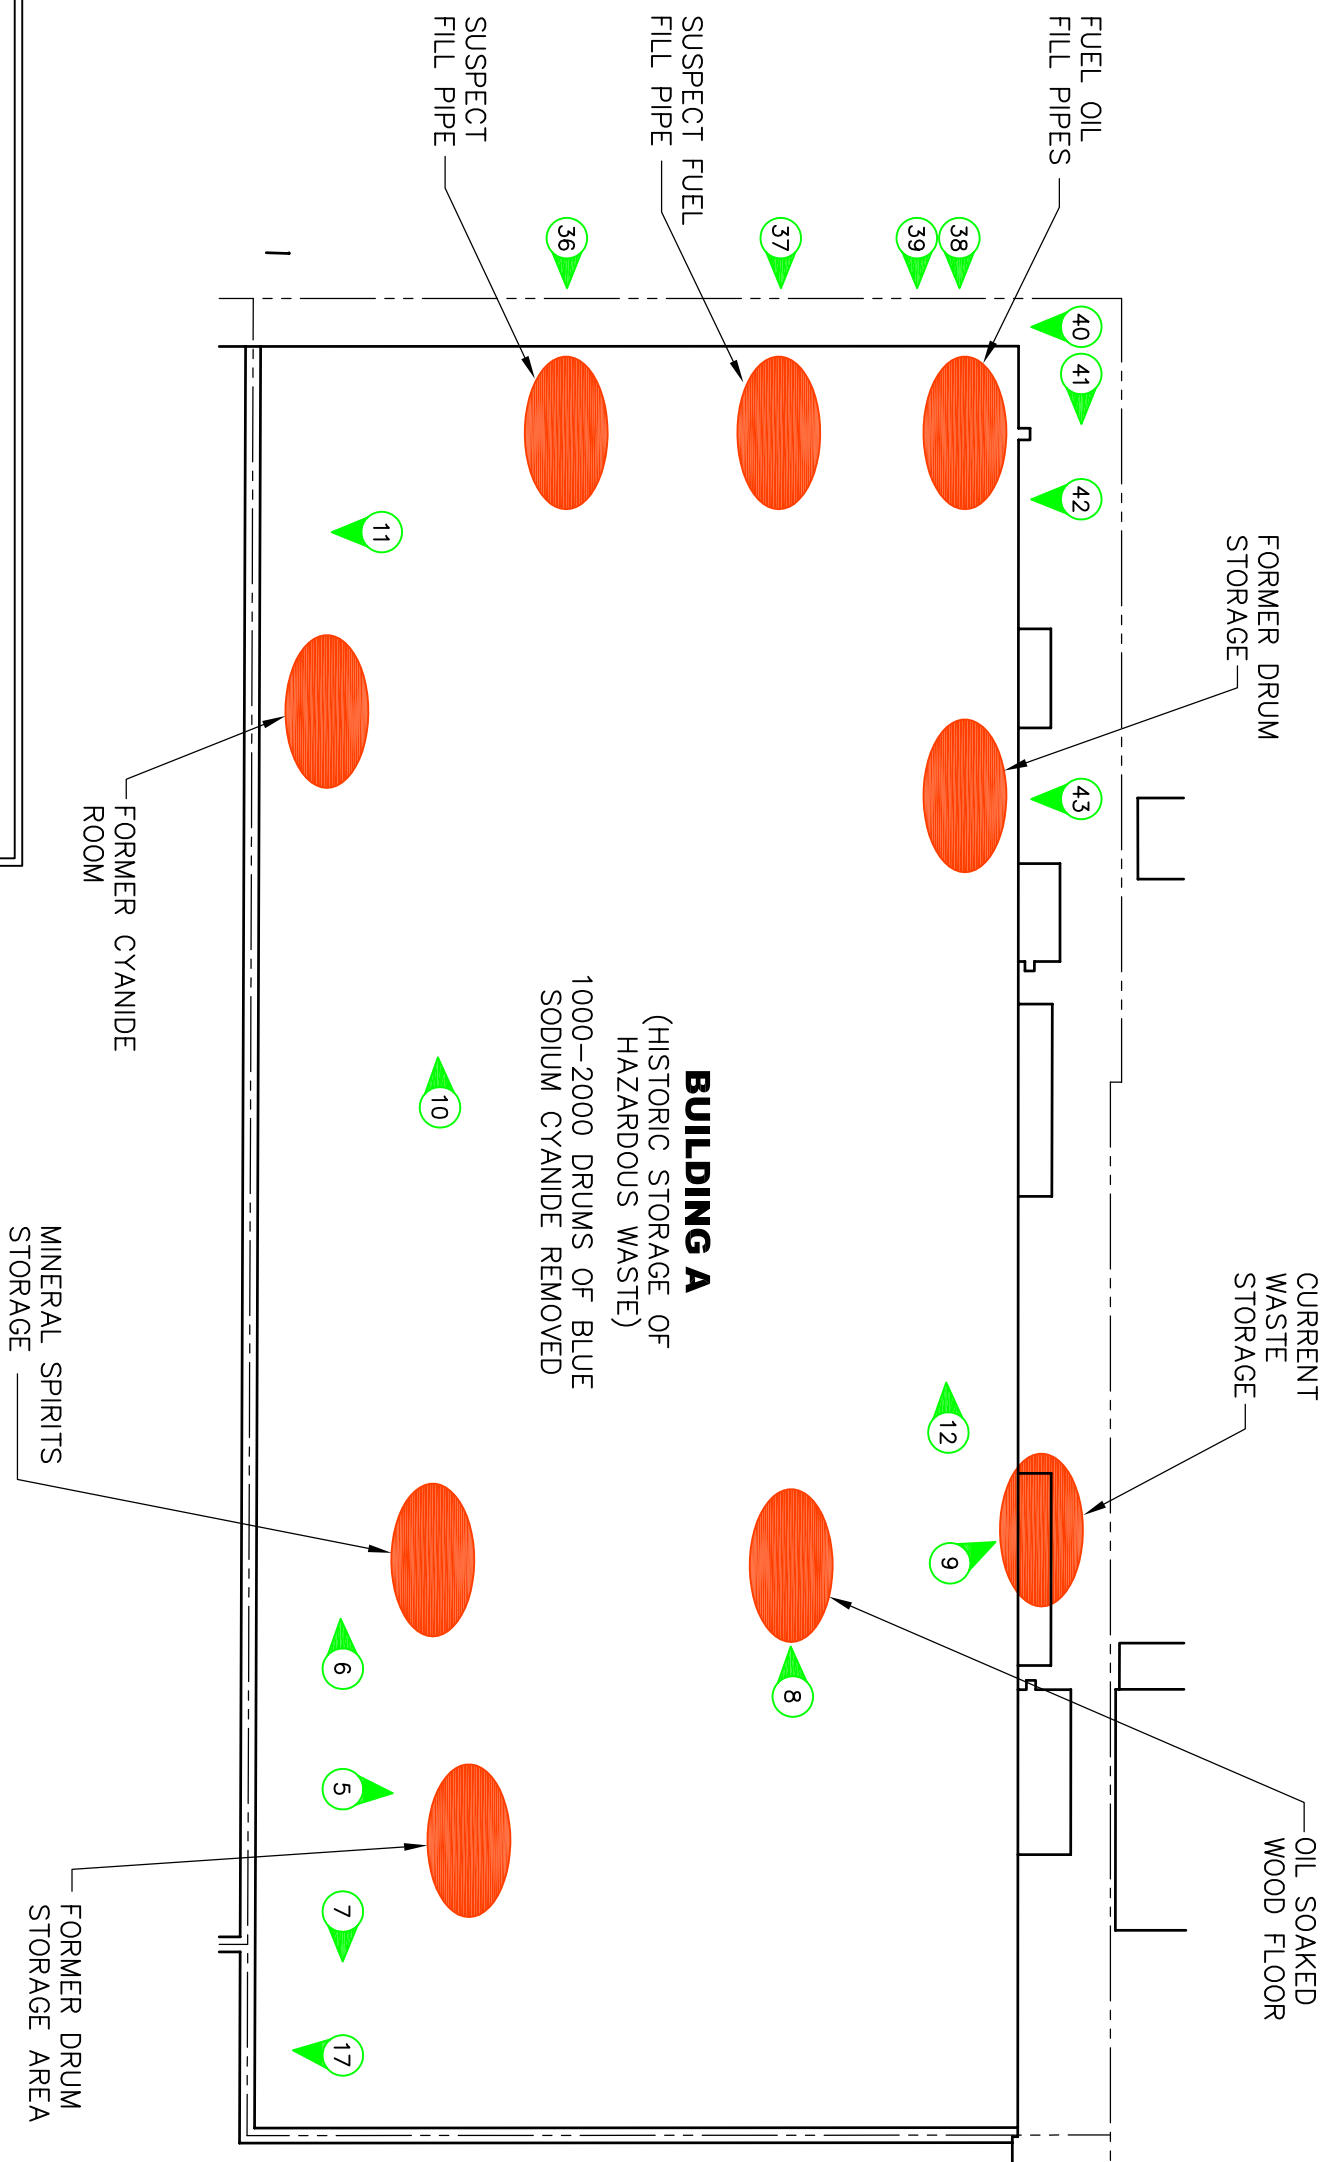 FUEL OIL
FILL PIPES
SUSPECT FUEL
FILL PIPE
SUSPECT
FILL PIPE
38
39
37
36
40
41
42
43
11
FORMER DRUM
STORAGE
FORMER CYANIDE
ROOM
BUILDING A
(HISTORIC STORAGE OF
HAZARDOUS WASTE)
1000–2000 DRUMS OF BLUE
SODIUM CYANIDE REMOVED
10
12
CURRENT
WASTE
STORAGE
9
8
6
5
7
17
MINERAL SPIRITS
STORAGE
OIL SOAKED
WOOD FLOOR
FORMER DRUM
STORAGE AREA